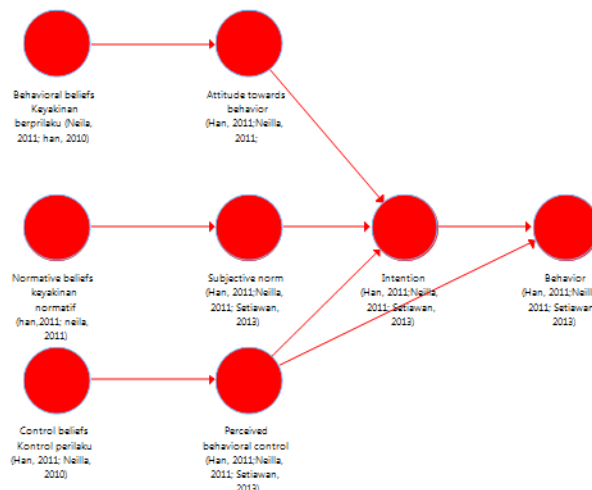 Behavioral beliefs
Keyakinan
berprilaku (Neila,
2011; han, 2010)
Attitude towards
behavior
(Han, 2011;Neilla,
2011;
Normative beliefs
keyakinan
normatif
(han,2011; neila,
2011)
Subjective norm
(Han, 2011;Neilla,
2011; Setiawan,
2013)
Intention
(Han, 2011;Neilla,
2011; Setiawan,
2013)
Behavior
(Han, 2011;Neill
2011; Setiawan
2013)
Control beliefs
Kontrol perilaku
(Han, 2011; Neilla,
2010)
Perceived
behavioral control
(Han, 2011;Neilla,
2011; Setiawan,
2013)